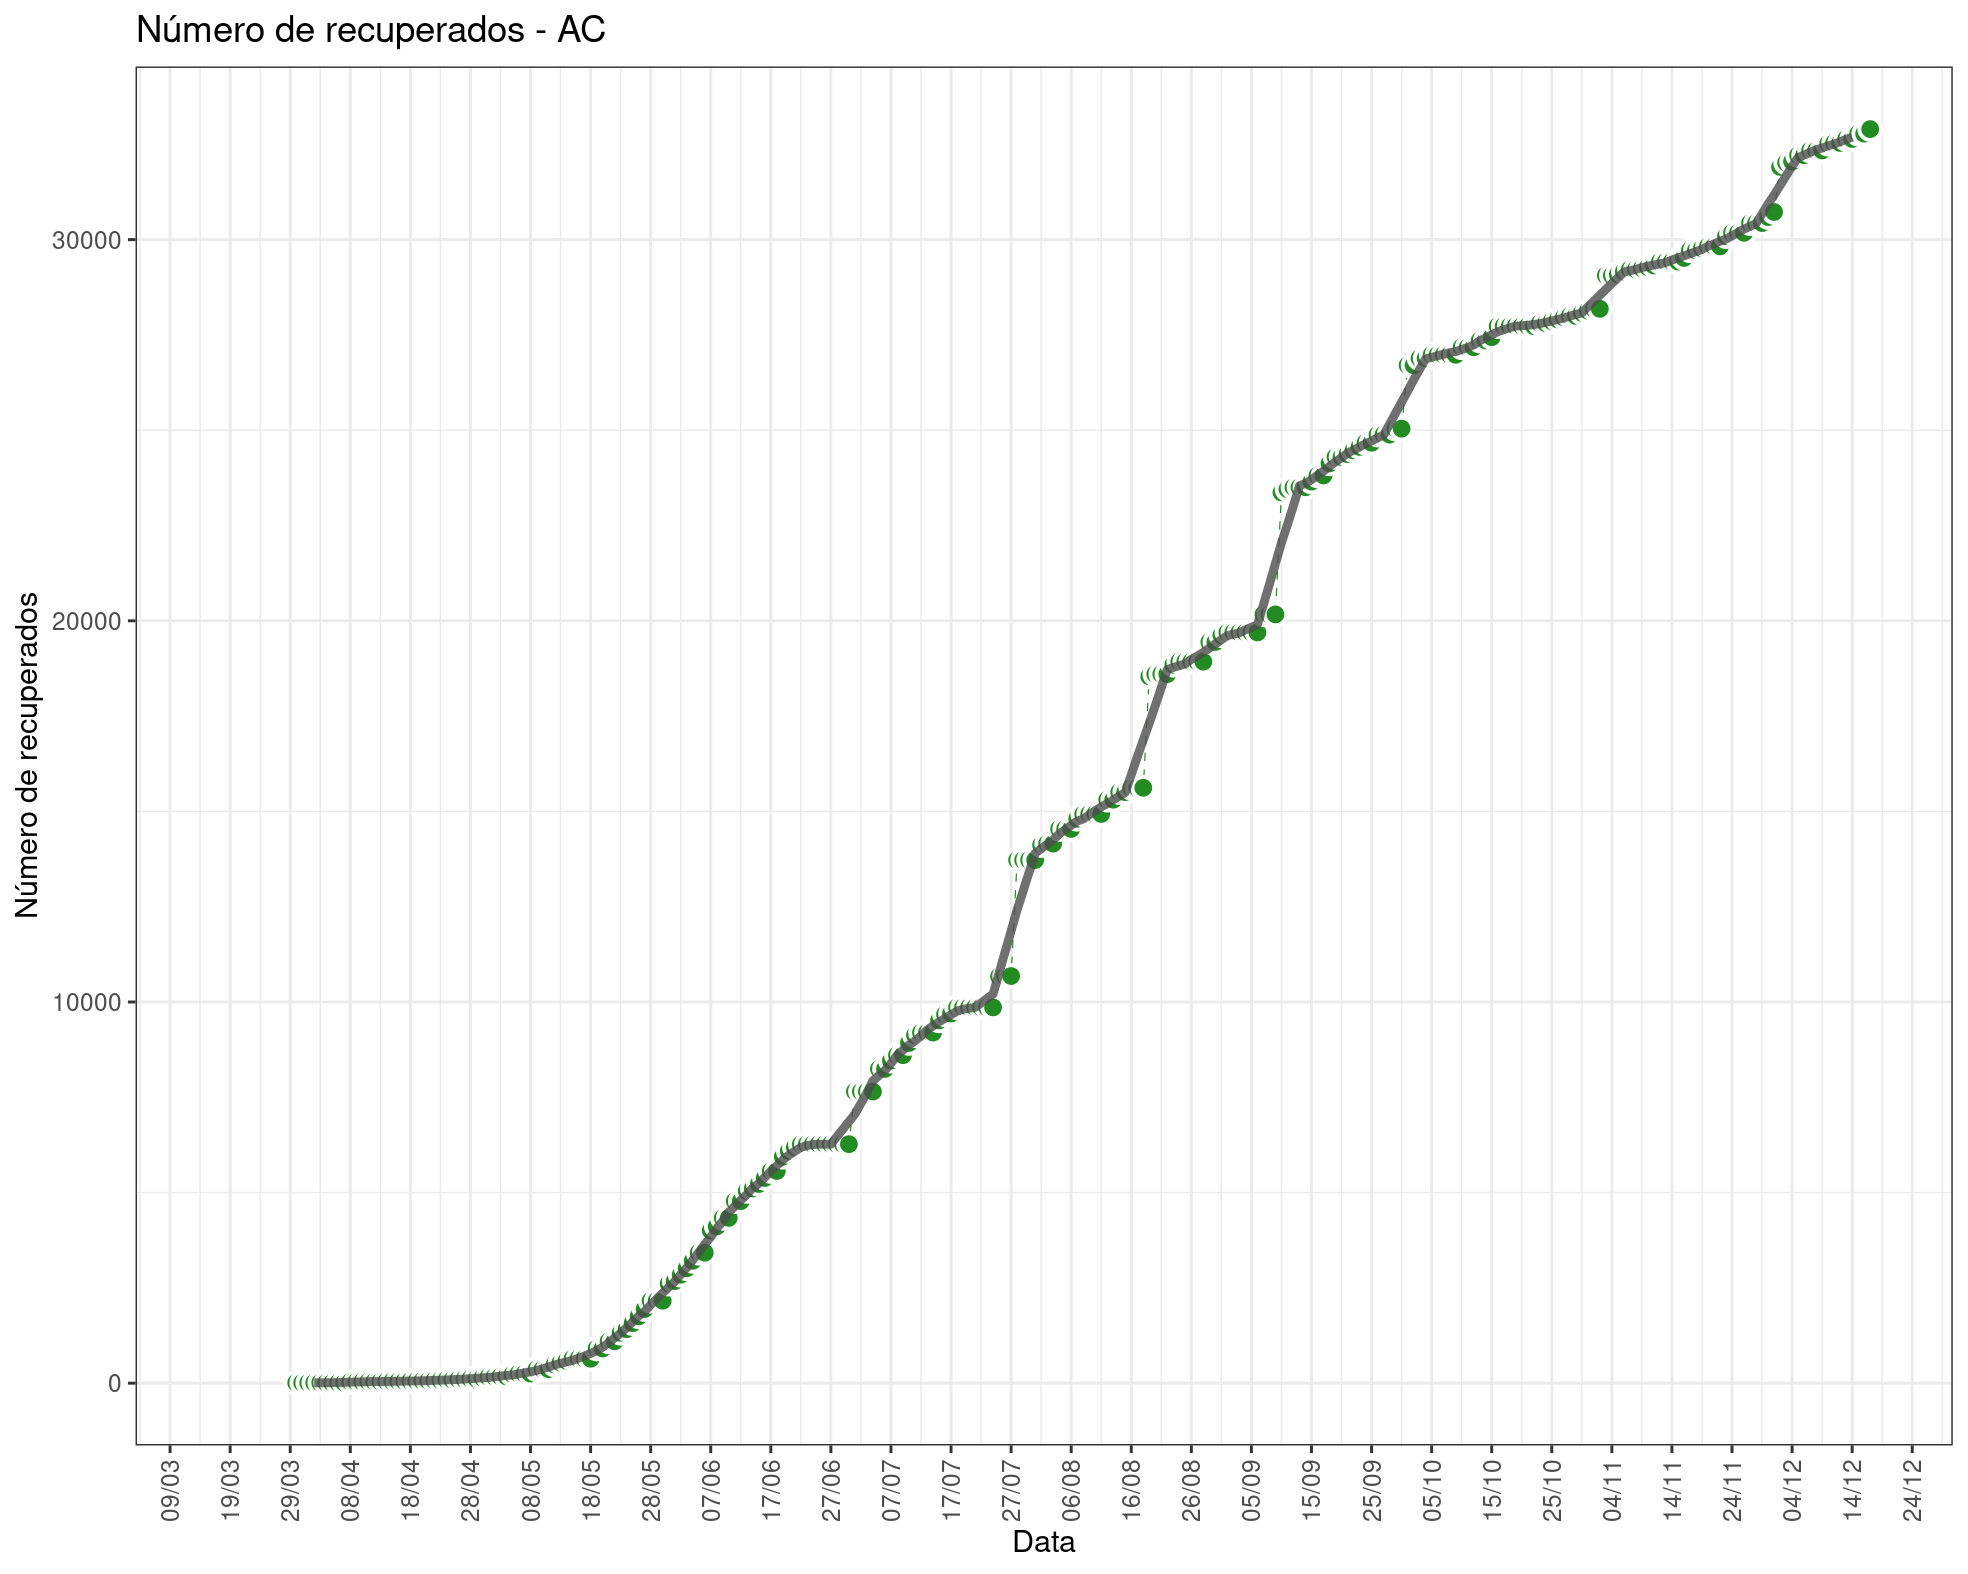 Número de recuperados - AC
Número de recuperados
30000
20000
10000
0
09/03 19/03 29/03 08/04 18/04 28/04 08/05 18/05 28/05 07/06 17/06 27/06 07/07 17/07 27/07 06/08 16/08 26/08 05/09 15/09 25/09 05/10 15/10 25/10 04/11 14/11 24/11 04/12 14/12 24/12
Data